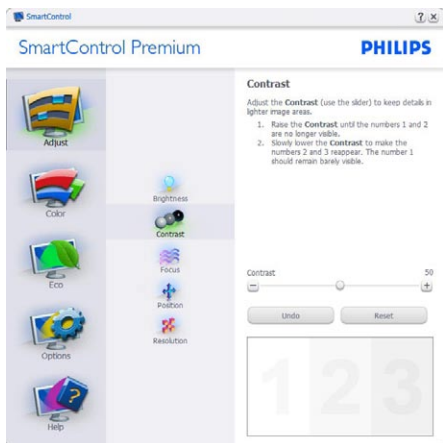 SmartControl
SmartControl Premium
PHILIPS
Adjust
Color
Eco
Options
Help
Brightness
Contrast
Focus
Position
Resolution
Contrast
Adjust the Contrast (use the slider) to keep details in
lighter image areas.
1. Raise the Contrast until the numbers 1 and 2
are no longer visible.
2. Slowly lower the Contrast to make the
numbers 2 and 3 reappear. The number 1
should remain barely visible.
Contrast 50
Undo Reset
1 2 3